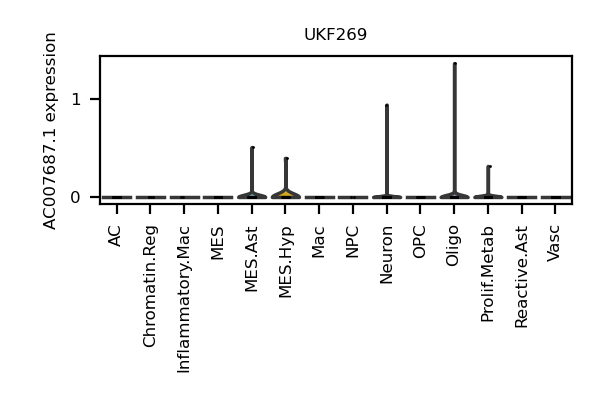 UKF269
AC007687.1 expression
1
0
AC
Chromatin.Reg
Inflammatory.Mac
MES
MES.Ast
MES.Hyp
Mac
NPC
Neuron
OPC
Oligo
Prolif.Metab
Reactive.Ast
Vasc